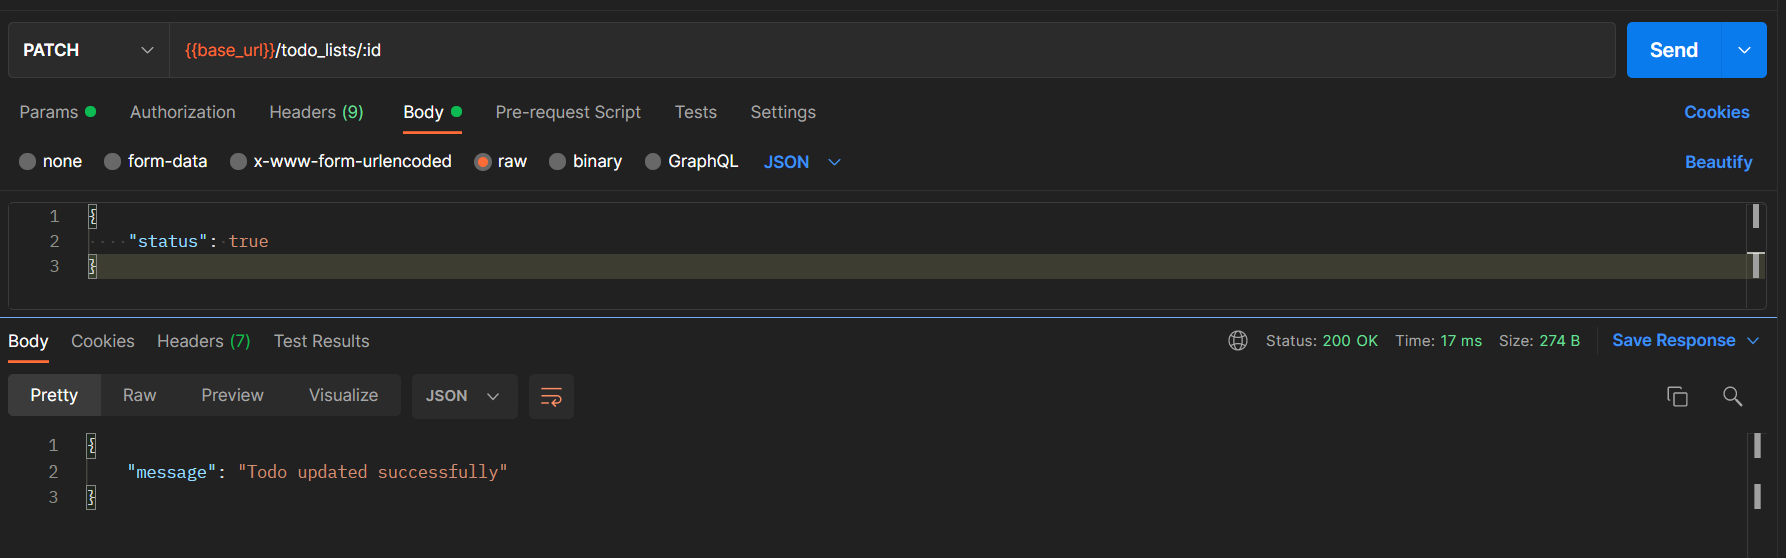 PATCH {{base_url}}/todo_lists/:id Send
Params Authorization Headers (9) Body Pre-request Script Tests Settings Cookies
none form-data x-www-form-urlencoded raw binary GraphQL JSON Beautify
1 {
2 "status": true
3 }
Body Cookies Headers (7) Test Results Status: 200 OK Time: 17 ms Size: 274 B Save Response
Pretty Raw Preview Visualize JSON
1 {
2 "message": "Todo updated successfully"
3 }